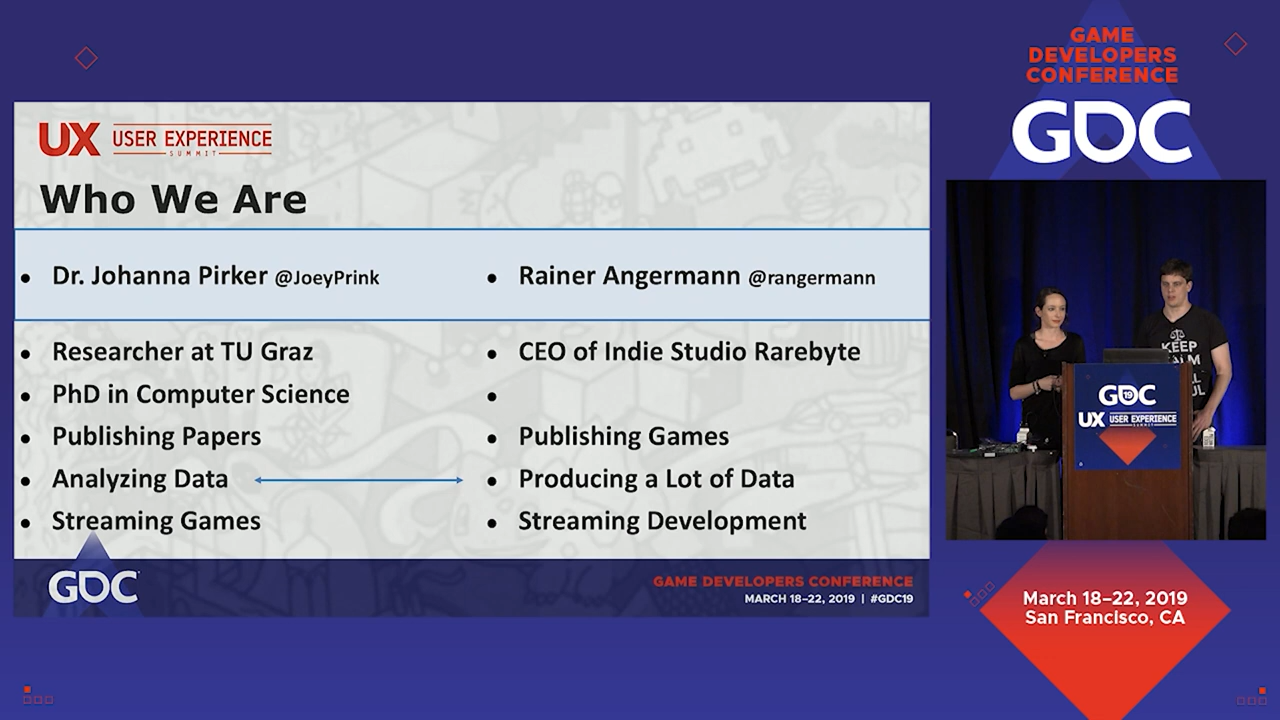 GAME
DEVELOPERS
CONFERENCE
GDC
UX USER EXPERIENCE
SUMMIT
Who We Are
• Dr. Johanna Pirker @JoeyPrink
• Rainer Angermann @rangermann
• Researcher at TU Graz
• PhD in Computer Science
• Publishing Papers
• Analyzing Data
• Streaming Games
• CEO of Indie Studio Rarebyte
•
• Publishing Games
• Producing a Lot of Data
• Streaming Development
GDC
GAME DEVELOPERS CONFERENCE
MARCH 18–22, 2019 | #GDC19
KEEP
GDC
19
UX USER EXPERIENCE
March 18–22, 2019
San Francisco, CA